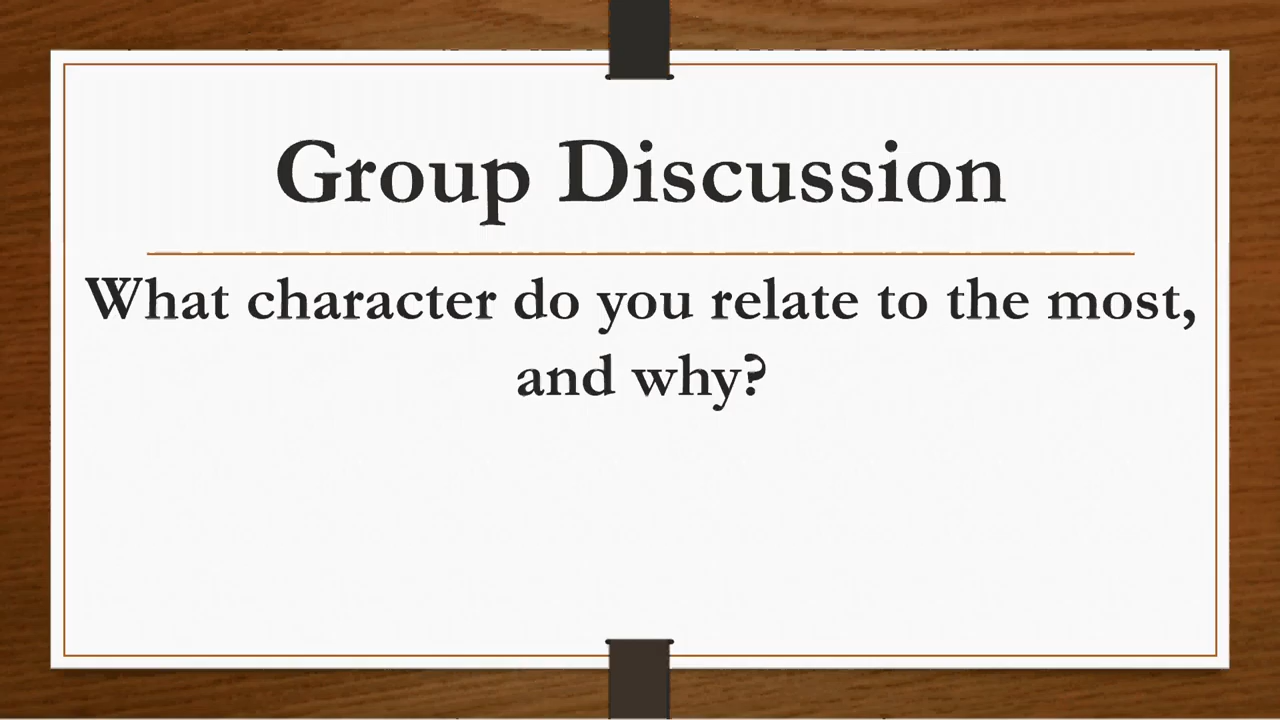 Group Discussion
What character do you relate to the most,
and why?